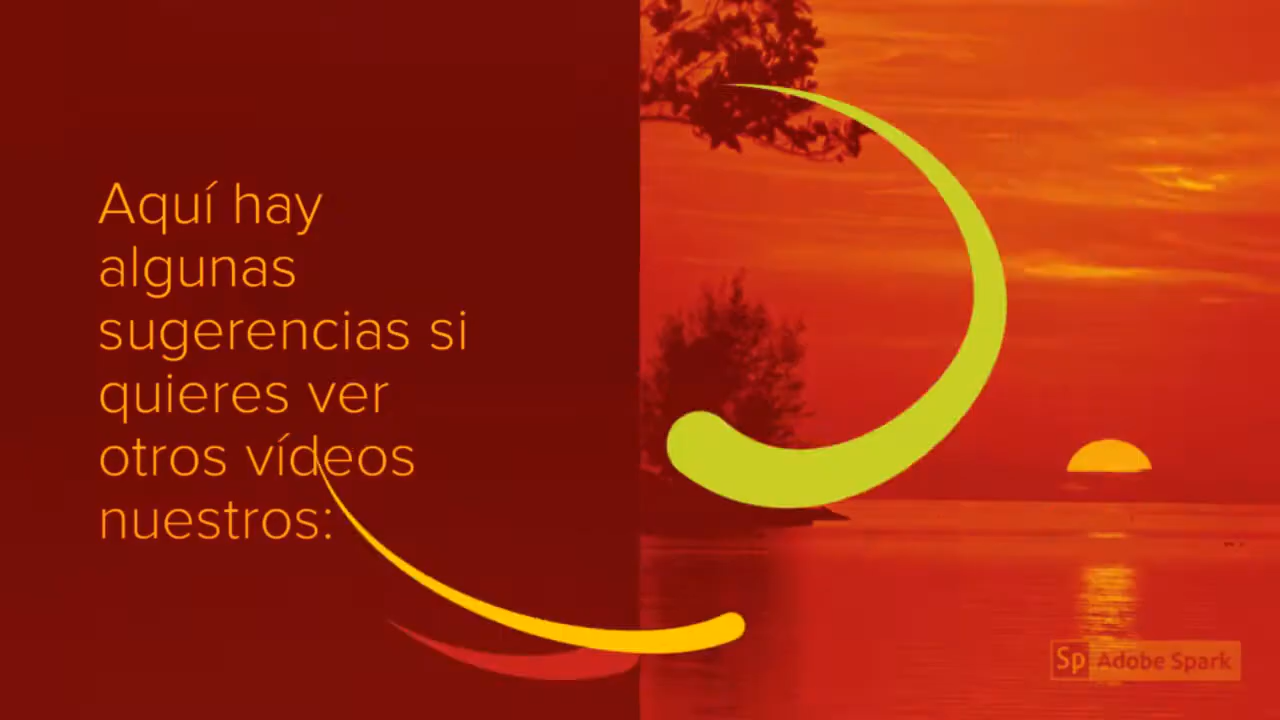 Aquí hay
algunas
sugerencias si
quieres ver
otros vídeos
nuestros:
Sp Adobe Spark